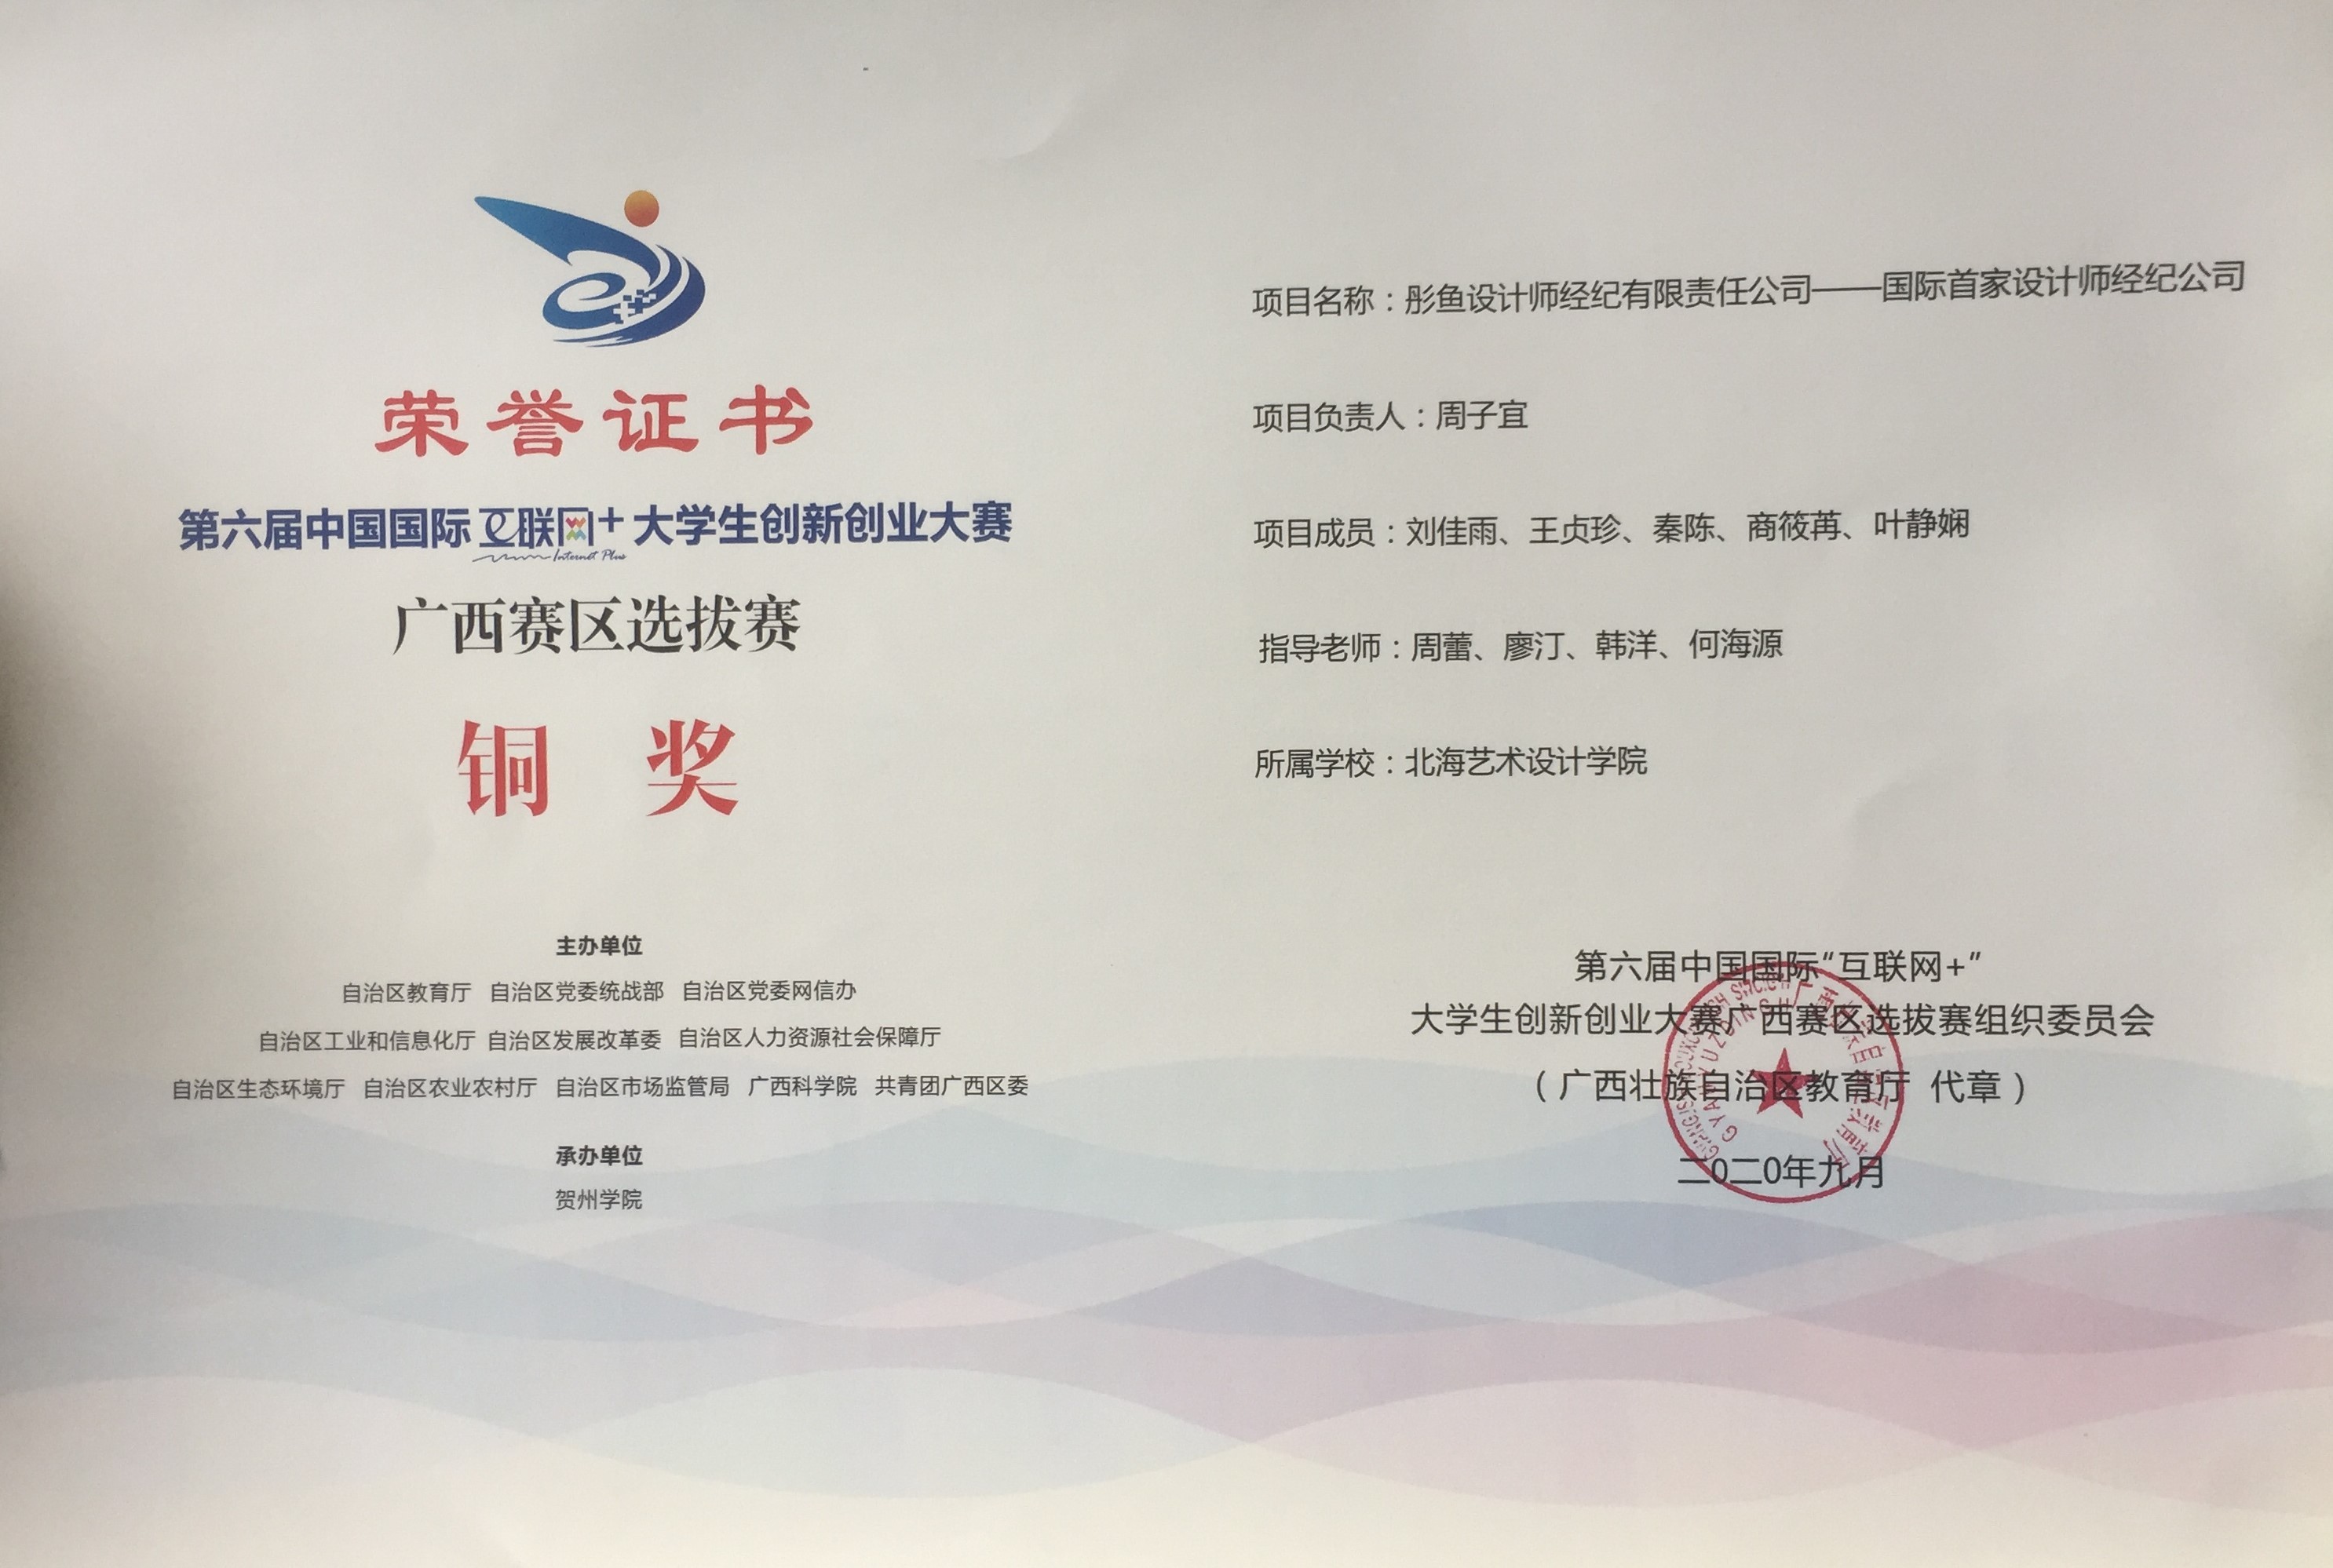 荣誉证书
第六届中国国际互联网+大学生创新创业大赛
Internet Plus
广西赛区选拔赛
铜 奖
主办单位
自治区教育厅 自治区党委统战部 自治区党委网信办
自治区工业和信息化厅 自治区发展改革委 自治区人力资源社会保障厅
自治区生态环境厅 自治区农业农村厅 自治区市场监管局 广西科学院 共青团广西区委
承办单位
贺州学院
项目名称：彤鱼设计师经纪有限责任公司——国际首家设计师经纪公司
项目负责人：周子宜
项目成员：刘佳雨、王贞珍、秦陈、商筱苒、叶静娴
指导老师：周蕾、廖汀、韩洋、何海源
所属学校：北海艺术设计学院
第六届中国国际“互联网+”
大学生创新创业大赛广西赛区选拔赛组织委员会
（广西壮族自治区教育厅 代章）
二0二0年九月
广西壮族自治区教育厅